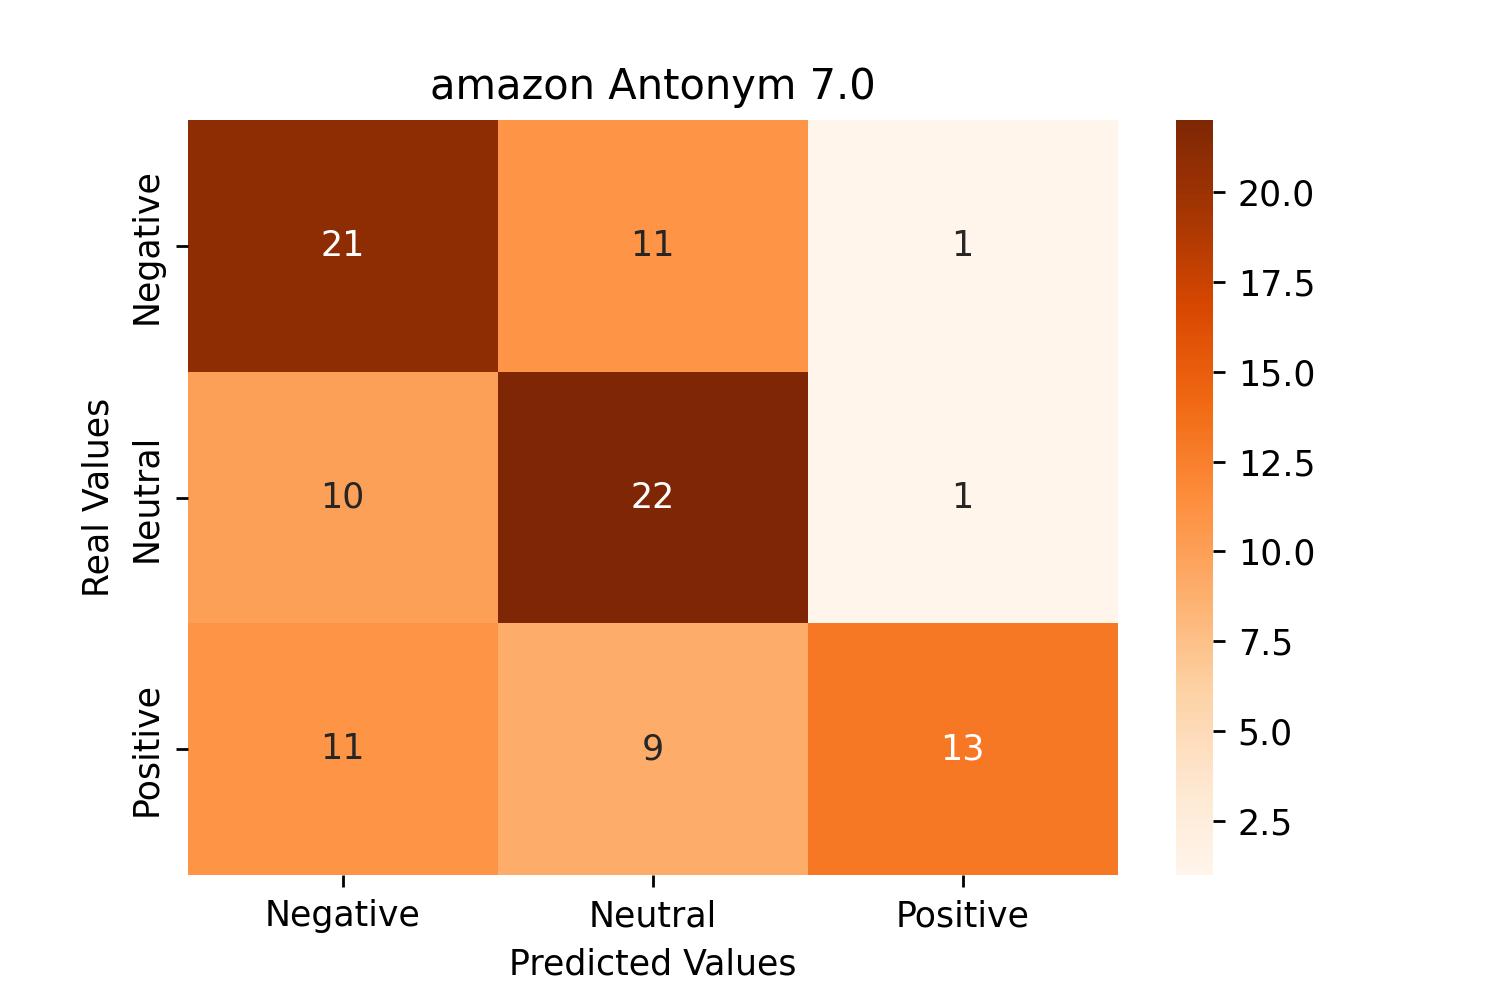 amazon Antonym 7.0
Real Values
Negative
21 11 1
Neutral
10 22 1
Positive
11 9 13
Negative Neutral Positive
Predicted Values
20.0
17.5
15.0
12.5
10.0
7.5
5.0
2.5